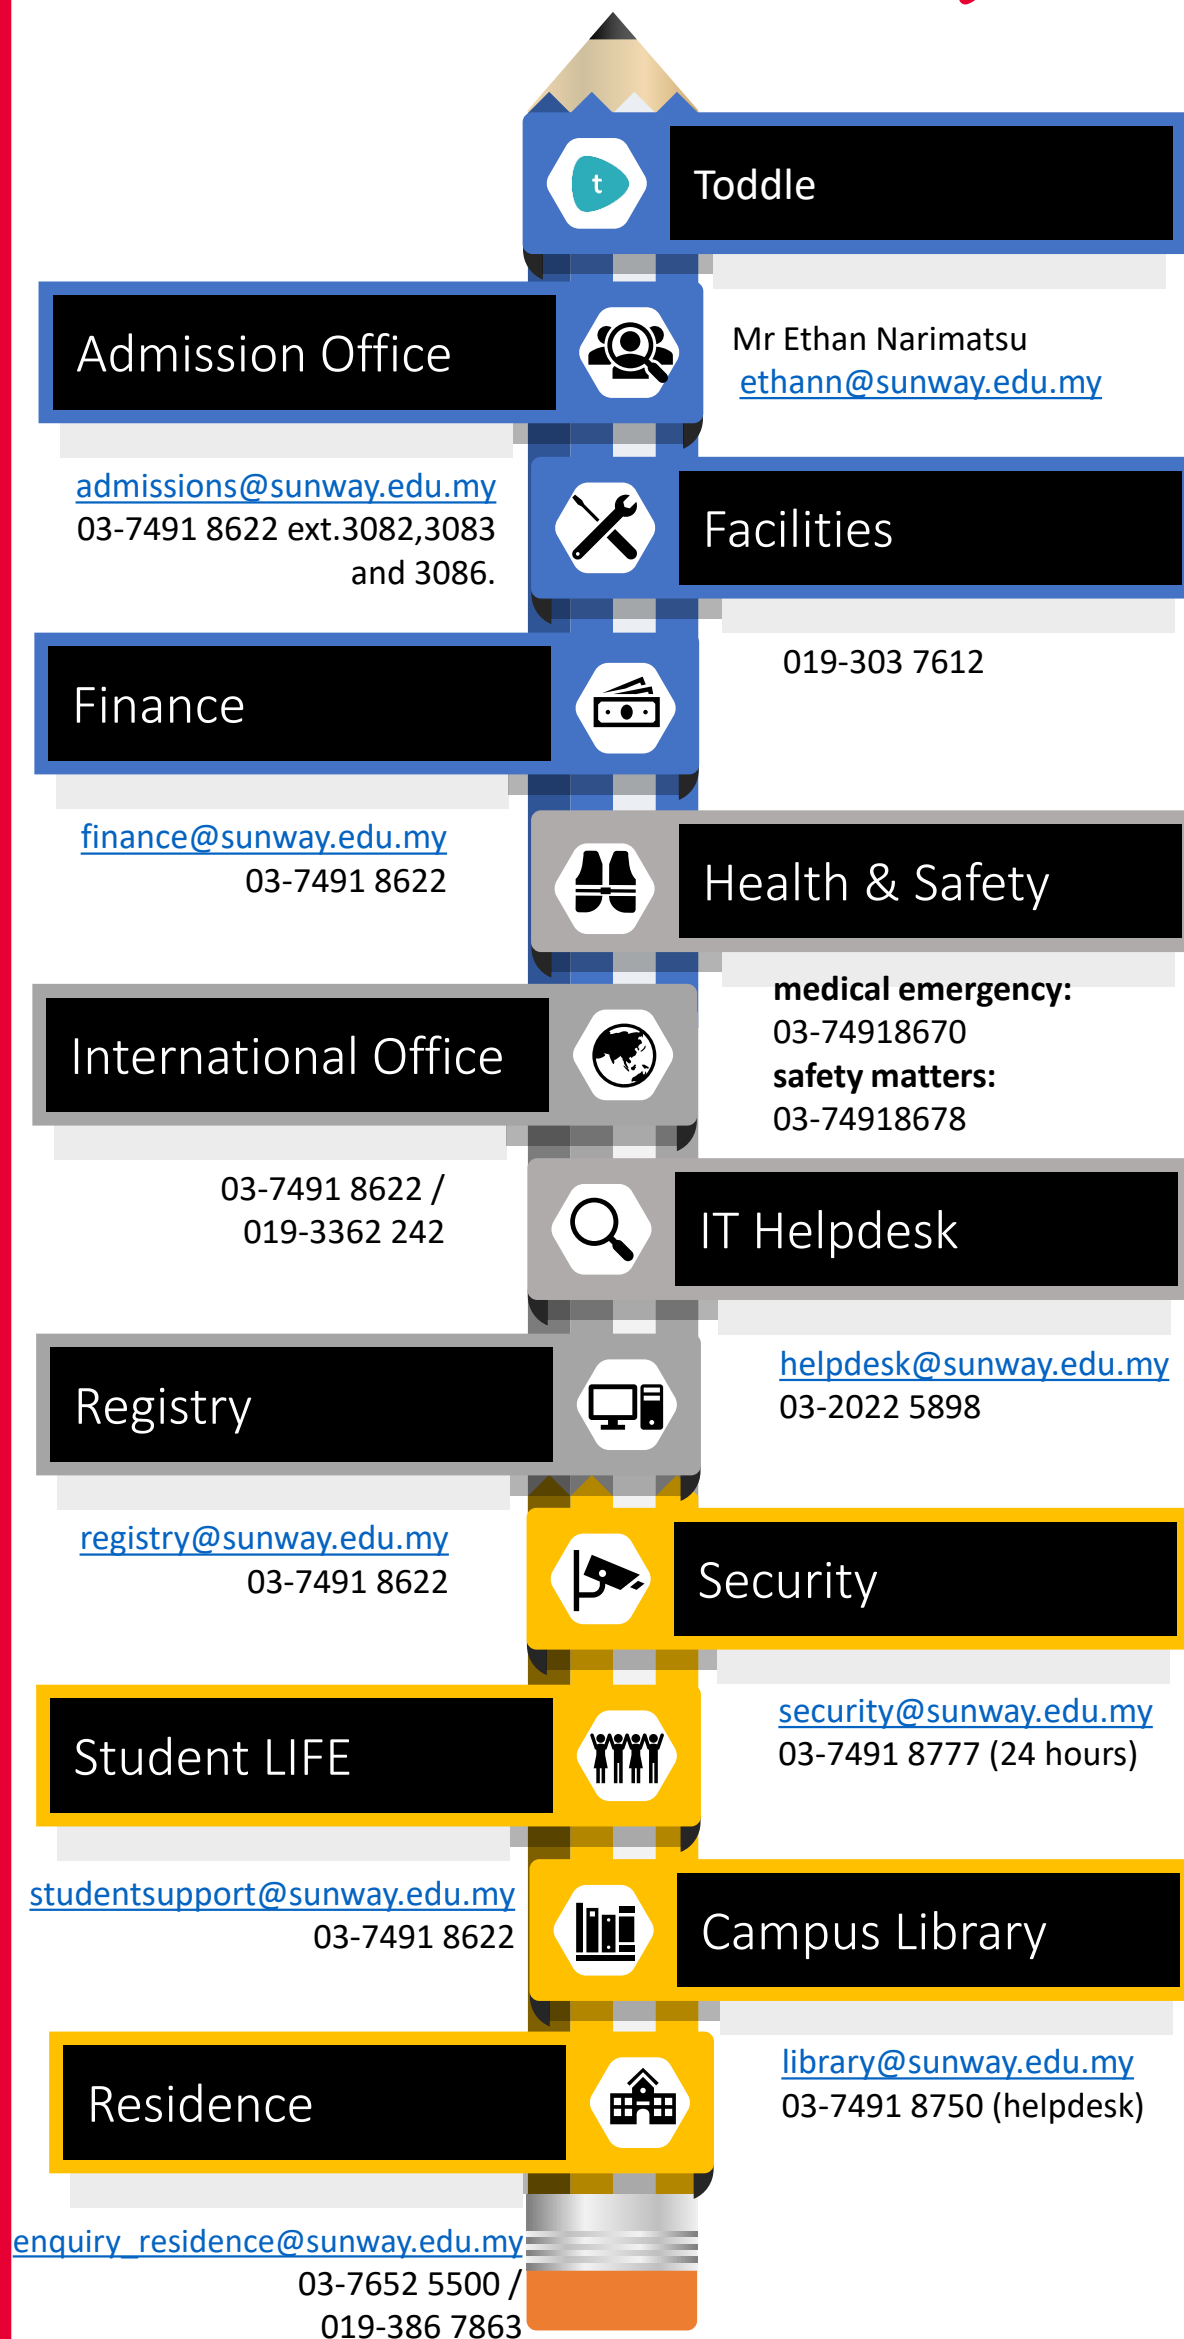 t
Toddle
Mr Ethan Narimatsu
ethann@sunway.edu.my
Admission Office
admissions@sunway.edu.my
03-7491 8622 ext.3082,3083
and 3086.
Facilities
019-303 7612
Finance
finance@sunway.edu.my
03-7491 8622
Health & Safety
medical emergency:
03-74918670
safety matters:
03-74918678
International Office
03-7491 8622 /
019-3362 242
IT Helpdesk
helpdesk@sunway.edu.my
03-2022 5898
Registry
registry@sunway.edu.my
03-7491 8622
Security
security@sunway.edu.my
03-7491 8777 (24 hours)
Student LIFE
studentsupport@sunway.edu.my
03-7491 8622
Campus Library
library@sunway.edu.my
03-7491 8750 (helpdesk)
Residence
enquiry_residence@sunway.edu.my
03-7652 5500 /
019-386 7863